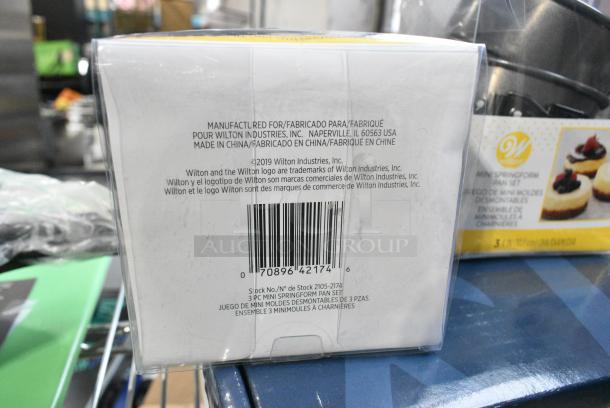 MANUFACTURED FOR/FABRICADO PARA/FABRIQUÉ
POUR WILTON INDUSTRIES, INC. NAPERVILLE, IL 60563 USA
MADE IN CHINA/FABRICADO EN CHINA/FABRIQUÉ EN CHINE
©2019 Wilton Industries, Inc.
Wilton and the Wilton logo are trademarks of Wilton Industries, Inc.
Wilton y el logotipo de Wilton son marcas comerciales de Wilton Industries, Inc.
Wilton et le logo Wilton sont des marques de commerce de Wilton Industries, Inc.
AUCTION GROUP
0 70896 42174 6
Stock No./N° de Stock 2105-2174
3 PC MINI SPRINGFORM PAN SET
JUEGO DE MINI MOLDES DESMONTABLES DE 3 PZAS.
ENSEMBLE 3 MINIMOULES À CHARNIÈRES
W
MINI SPRINGFORM
PAN SET
JUEGO DE MINI MOLDES
DESMONTABLES
ENSEMBLE DE
MINIMOULES À
CHARNIÈRES
3